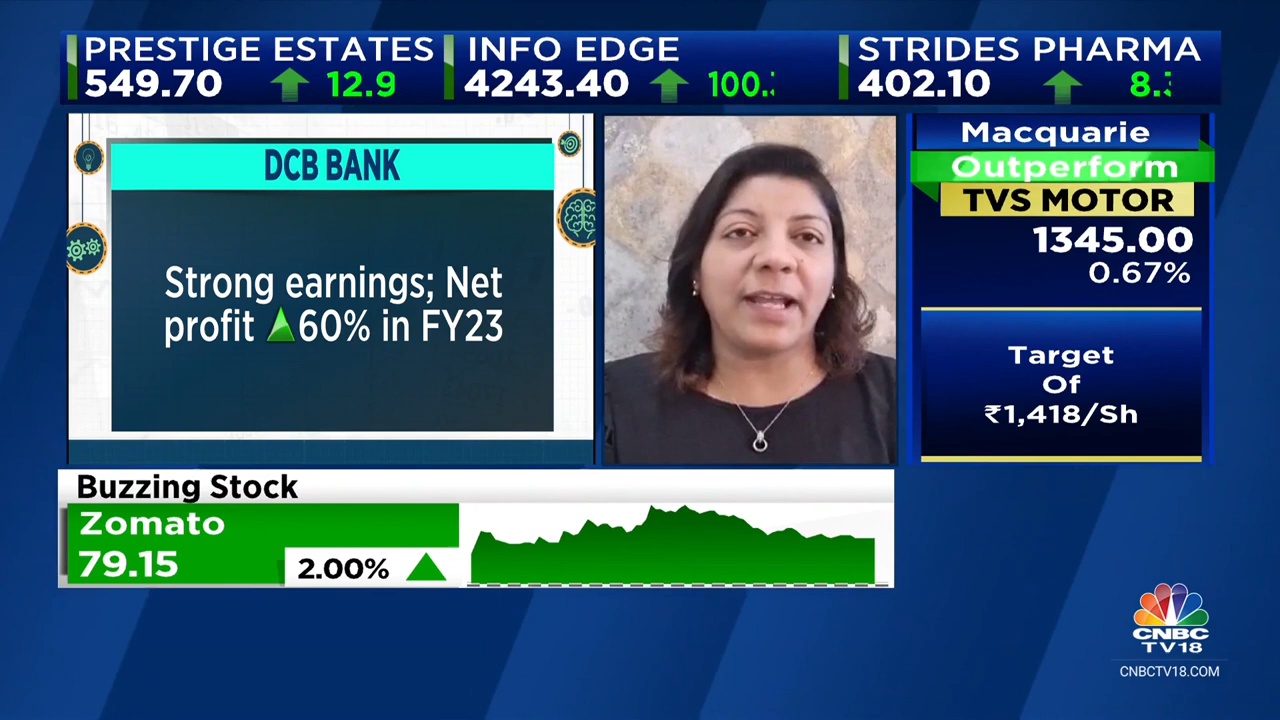 PRESTIGE ESTATES
549.70 12.9
INFO EDGE
4243.40 100.
STRIDES PHARMA
402.10 8.
DCB BANK
Strong earnings; Net
profit 60% in FY23
Macquarie
Outperform
TVS MOTOR
1345.00
0.67%
Target
Of
₹1,418/Sh
Buzzing Stock
Zomato
79.15
2.00%
CNBC
TV18
CNBCTV18.COM